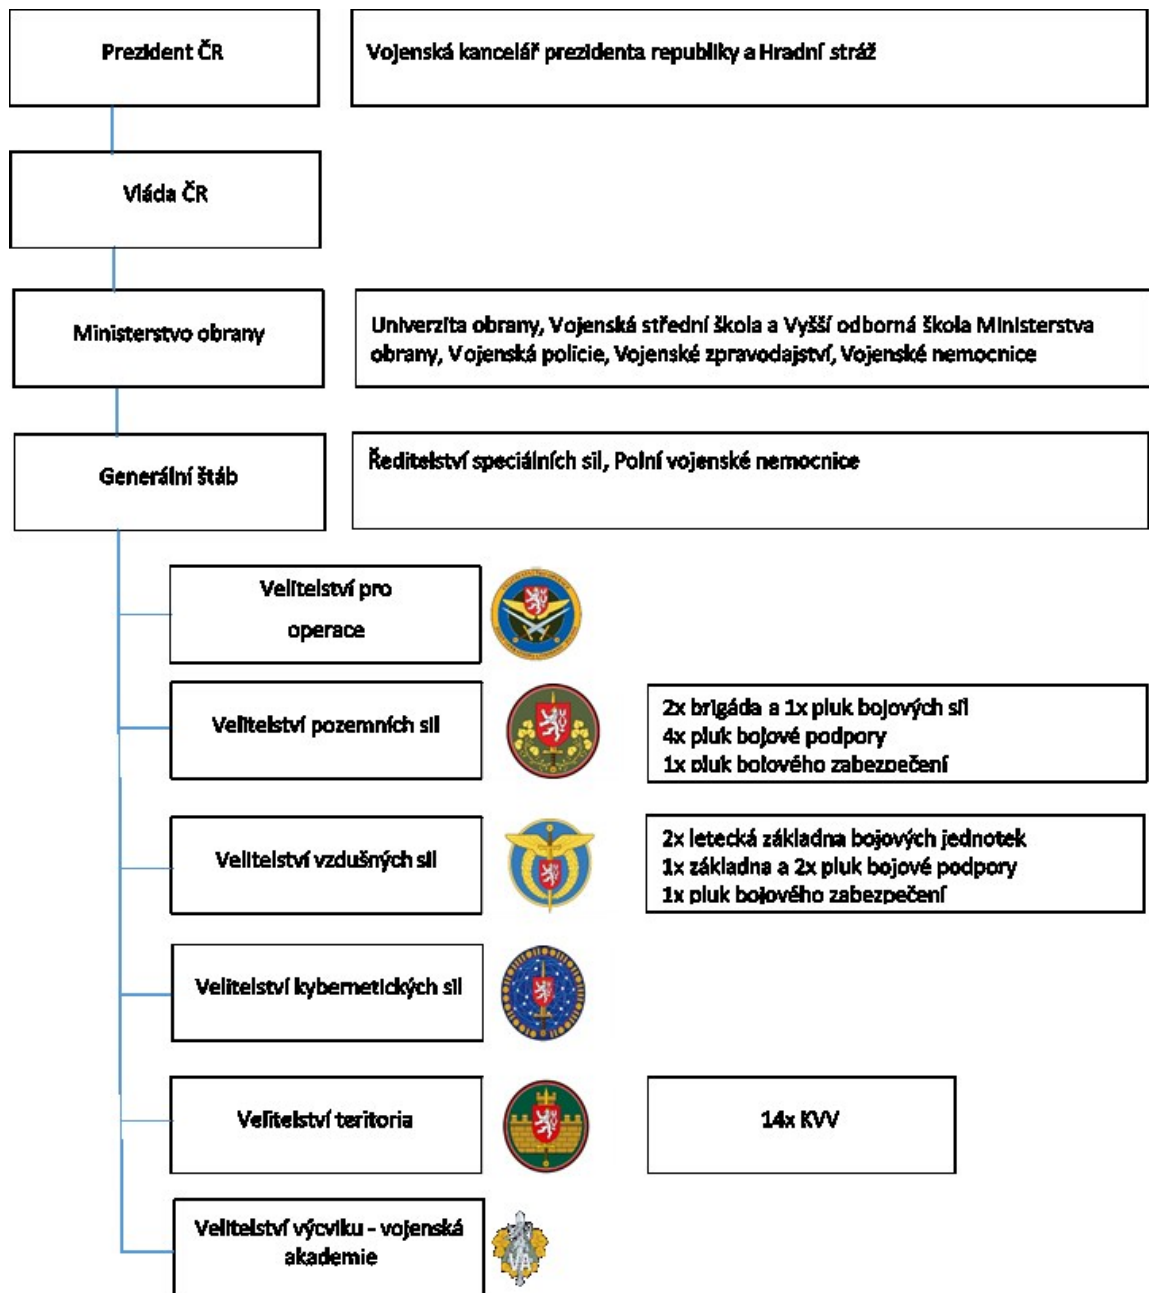 Prezident ČR
Vojenská kancelář prezidenta republiky a Hradní stráž
Vláda ČR
Ministerstvo obrany
Univerzita obrany, Vojenská střední škola a Vyšší odborná škola Ministerstva
obrany, Vojenská policie, Vojenské zpravodajství, Vojenské nemocnice
Generální štáb
Ředitelství speciálních sil, Polní vojenské nemocnice
Velitelství pro
operace
Velitelství pozemních sil
2x brigáda a 1x pluk bojových sil
4x pluk bojové podpory
1x pluk bojového zabezpečení
Velitelství vzdušných sil
2x letecká základna bojových jednotek
1x základna a 2x pluk bojové podpory
1x pluk bojového zabezpečení
Velitelství kybernetických sil
Velitelství teritoria
14x KVV
Velitelství výcviku - vojenská
akademie
VA